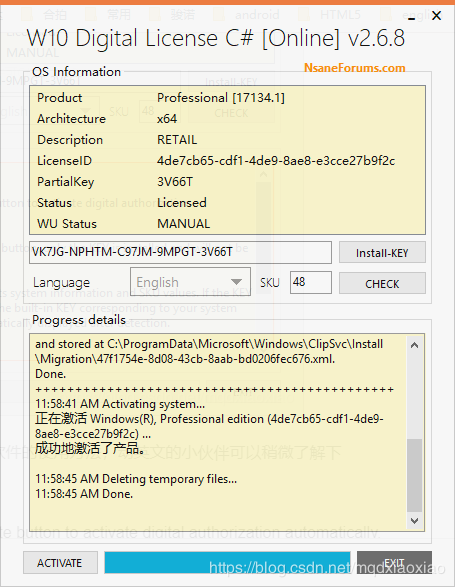 W10 Digital License C# [Online] v2.6.8
NsaneForums.com
OS Information
Product Professional [17134.1]
Architecture x64
Description RETAIL
LicenseID 4de7cb65-cdf1-4de9-8ae8-e3cce27b9f2c
PartialKey 3V66T
Status Licensed
WU Status MANUAL
VK7JG-NPHTM-C97JM-9MPGT-3V66T Install-KEY
Language English SKU 48 CHECK
Progress details
and stored at C:\ProgramData\Microsoft\Windows\ClipSvc\Install
\Migration\47f1754e-8d08-43cb-8aab-bd0206fec676.xml.
Done.
++++++++++++++++++++++++++++++++++++++++++++
11:58:41 AM Activating system...
正在激活 Windows(R), Professional edition (4de7cb65-cdf1-4de9-
8ae8-e3cce27b9f2c) ...
成功地激活了产品。
11:58:45 AM Deleting temporary files...
11:58:45 AM Done.
ACTIVATE EXIT
https://blog.csdn.net/mqdxiaoxiao